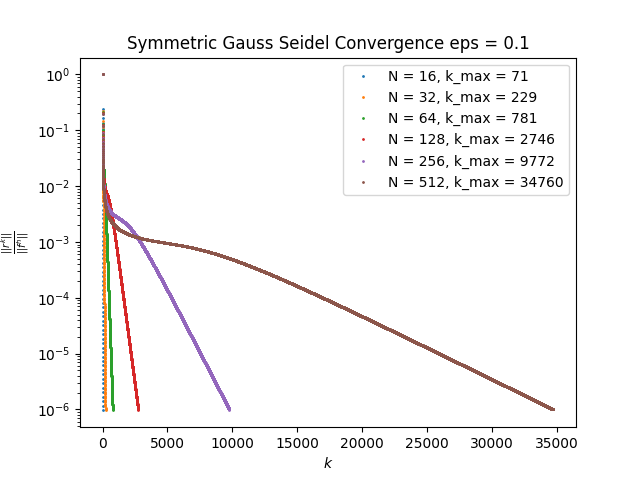 Symmetric Gauss Seidel Convergence eps = 0.1
N = 16, k_max = 71
N = 32, k_max = 229
N = 64, k_max = 781
N = 128, k_max = 2746
N = 256, k_max = 9772
N = 512, k_max = 34760
10⁰
10⁻¹
10⁻²
10⁻³
10⁻⁴
10⁻⁵
10⁻⁶
0 5000 10000 15000 20000 25000 30000 35000
k